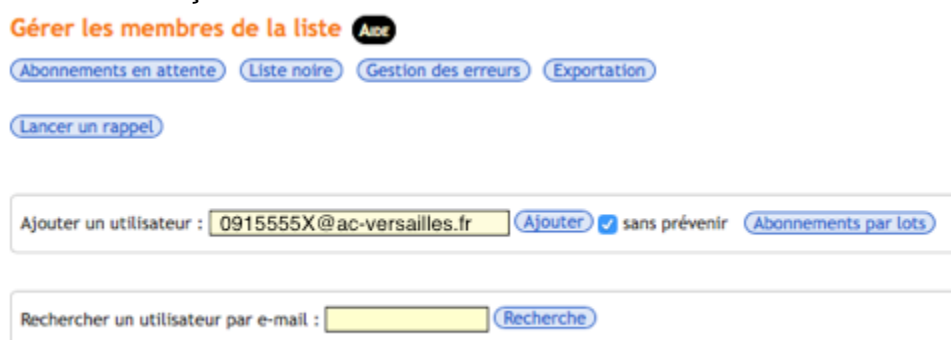 Gérer les membres de la liste AIDE
Abonnements en attente Liste noire Gestion des erreurs Exportation
Lancer un rappel
Ajouter un utilisateur : 0915555X@ac-versailles.fr Ajouter sans prévenir Abonnements par lots
Rechercher un utilisateur par e-mail : Recherche